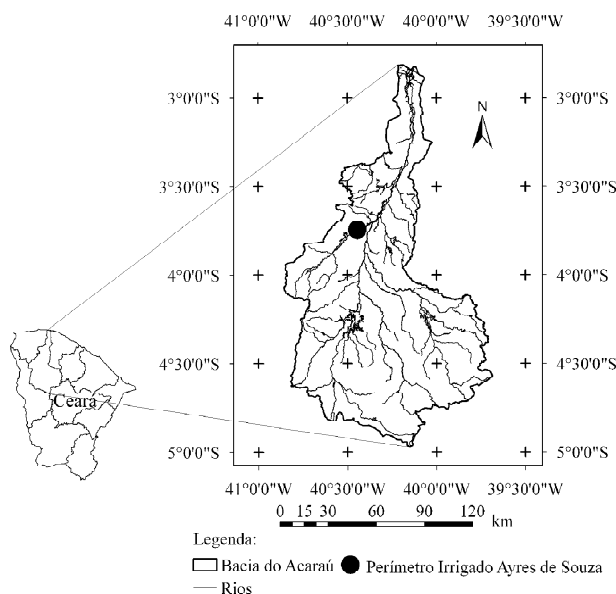 41°0'0"W 40°30'0"W 40°0'0"W 39°30'0"W
3°0'0"S 3°0'0"S
N
3°30'0"S 3°30'0"S
4°0'0"S 4°0'0"S
4°30'0"S 4°30'0"S
Ceará
5°0'0"S 5°0'0"S
41°0'0"W 40°30'0"W 40°0'0"W 39°30'0"W
0 15 30 60 90 120
km
Legenda:
Bacia do Acaraú Perímetro Irrigado Ayres de Souza
Rios